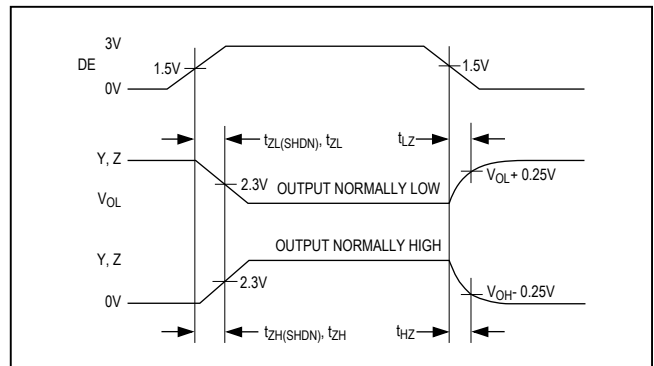 3V
DE
1.5V
1.5V
0V
tZL(SHDN), tZL
tLZ
Y, Z
2.3V
OUTPUT NORMALLY LOW
VOL + 0.25V
VOL
OUTPUT NORMALLY HIGH
Y, Z
2.3V
VOH - 0.25V
0V
tZH(SHDN), tZH
tHZ